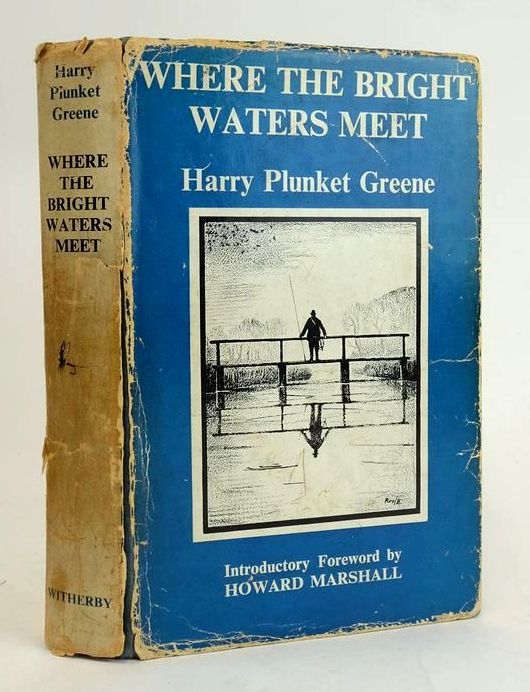 Harry
Plunket
Greene
WHERE
THE
BRIGHT
WATERS
MEET
WITHERBY
WHERE THE BRIGHT
WATERS MEET
Harry Plunket Greene
Introductory Foreword by
HOWARD MARSHALL